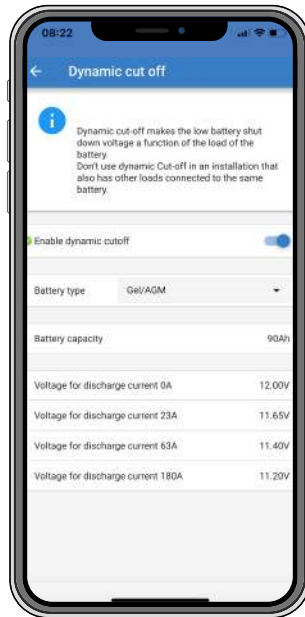 08:22
Dynamic cut off
Dynamic cut-off makes the low battery shut
down voltage a function of the load of the
battery.
Don't use dynamic Cut-off in an installation that
also has other loads connected to the same
battery.
Enable dynamic cutoff
Battery type Gel/AGM
Battery capacity 90Ah
Voltage for discharge current 0A 12.00V
Voltage for discharge current 23A 11.65V
Voltage for discharge current 63A 11.40V
Voltage for discharge current 180A 11.20V